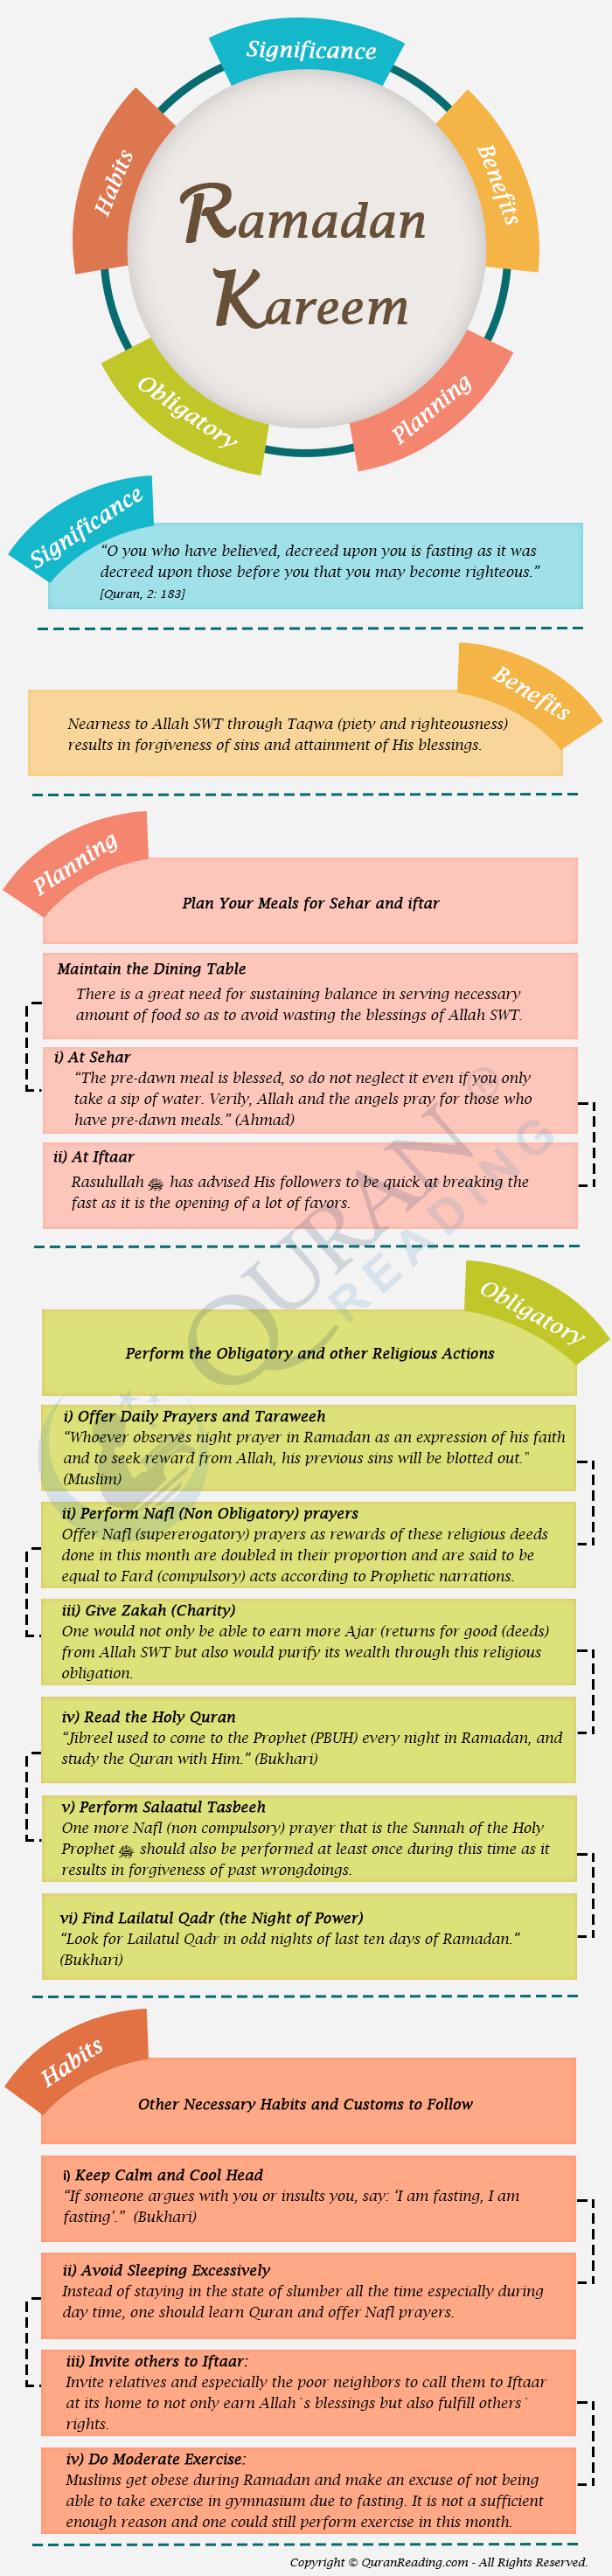 Significance
Benefits
Habits
Ramadan
Kareem
Obligatory
Planning
Significance
“O you who have believed, decreed upon you is fasting as it was
decreed upon those before you that you may become righteous.”
[Quran, 2: 183]
Benefits
Nearness to Allah SWT through Taqwa (piety and righteousness)
results in forgiveness of sins and attainment of His blessings.
Planning
Plan Your Meals for Sehar and iftar
Maintain the Dining Table
There is a great need for sustaining balance in serving necessary
amount of food so as to avoid wasting the blessings of Allah SWT.
i) At Sehar
“The pre-dawn meal is blessed, so do not neglect it even if you only
take a sip of water. Verily, Allah and the angels pray for those who
have pre-dawn meals.” (Ahmad)
ii) At Iftaar
Rasulullah ﷺ has advised His followers to be quick at breaking the
fast as it is the opening of a lot of favors.
QURAN ®
READING
Obligatory
Perform the Obligatory and other Religious Actions
i) Offer Daily Prayers and Taraweeh
“Whoever observes night prayer in Ramadan as an expression of his faith
and to seek reward from Allah, his previous sins will be blotted out."
(Muslim)
ii) Perform Nafl (Non Obligatory) prayers
Offer Nafl (supererogatory) prayers as rewards of these religious deeds
done in this month are doubled in their proportion and are said to be
equal to Fard (compulsory) acts according to Prophetic narrations.
iii) Give Zakah (Charity)
One would not only be able to earn more Ajar (returns for good (deeds)
from Allah SWT but also would purify its wealth through this religious
obligation.
iv) Read the Holy Quran
“Jibreel used to come to the Prophet (PBUH) every night in Ramadan, and
study the Quran with Him.” (Bukhari)
v) Perform Salaatul Tasbeeh
One more Nafl (non compulsory) prayer that is the Sunnah of the Holy
Prophet ﷺ should also be performed at least once during this time as it
results in forgiveness of past wrongdoings.
vi) Find Lailatul Qadr (the Night of Power)
“Look for Lailatul Qadr in odd nights of last ten days of Ramadan.”
(Bukhari)
Habits
Other Necessary Habits and Customs to Follow
i) Keep Calm and Cool Head
“If someone argues with you or insults you, say: ‘I am fasting, I am
fasting’.” (Bukhari)
ii) Avoid Sleeping Excessively
Instead of staying in the state of slumber all the time especially during
day time, one should learn Quran and offer Nafl prayers.
iii) Invite others to Iftaar:
Invite relatives and especially the poor neighbors to call them to Iftaar
at its home to not only earn Allah`s blessings but also fulfill others`
rights.
iv) Do Moderate Exercise:
Muslims get obese during Ramadan and make an excuse of not being
able to take exercise in gymnasium due to fasting. It is not a sufficient
enough reason and one could still perform exercise in this month.
Copyright © QuranReading.com - All Rights Reserved.